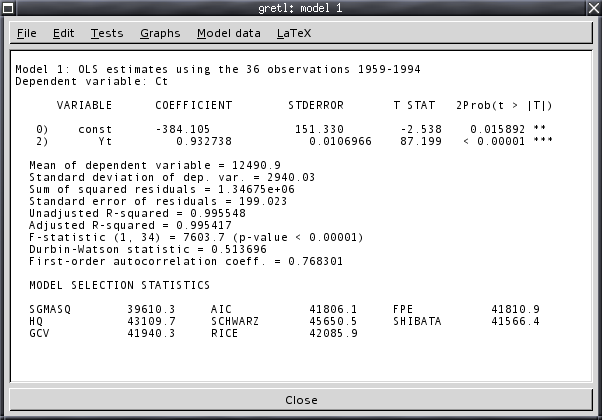 gretl: model 1
File Edit Tests Graphs Model data LaTeX
Model 1: OLS estimates using the 36 observations 1959-1994
Dependent variable: Ct
VARIABLE COEFFICIENT STDERROR T STAT 2Prob(t > |T|)
0) const -384.105 151.330 -2.538 0.015892 **
2) Yt 0.932738 0.0106966 87.199 < 0.00001 ***
Mean of dependent variable = 12490.9
Standard deviation of dep. var. = 2940.03
Sum of squared residuals = 1.34675e+06
Standard error of residuals = 199.023
Unadjusted R-squared = 0.995548
Adjusted R-squared = 0.995417
F-statistic (1, 34) = 7603.7 (p-value < 0.00001)
Durbin-Watson statistic = 0.513696
First-order autocorrelation coeff. = 0.768301
MODEL SELECTION STATISTICS
SGMASQ 39610.3 AIC 41806.1 FPE 41810.9
HQ 43109.7 SCHWARZ 45650.5 SHIBATA 41566.4
GCV 41940.3 RICE 42085.9
Close